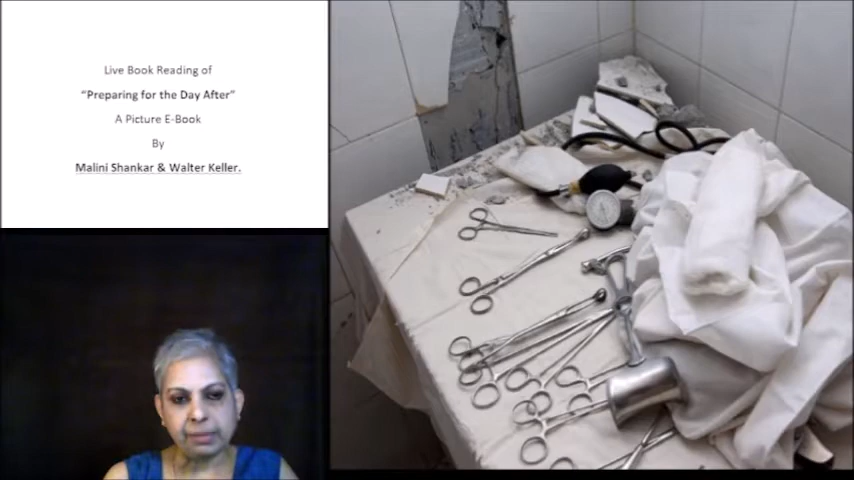 Live Book Reading of
"Preparing for the Day After"
A Picture E-Book
By
Malini Shankar & Walter Keller.